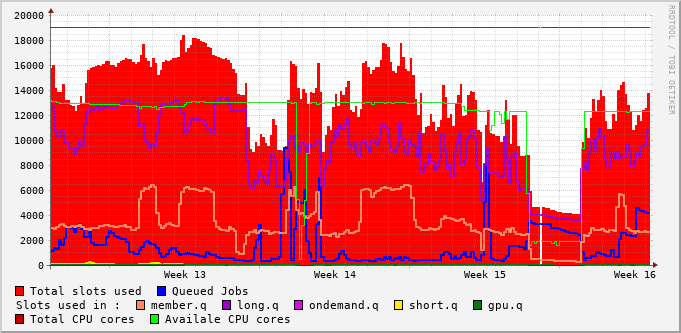 20000
18000
16000
14000
12000
10000
8000
6000
4000
2000
0
Week 13 Week 14 Week 15 Week 16
RRDTOOL / TOBI OETIKER
Total slots used Queued Jobs
Slots used in : member.q long.q ondemand.q short.q gpu.q
Total CPU cores Availale CPU cores